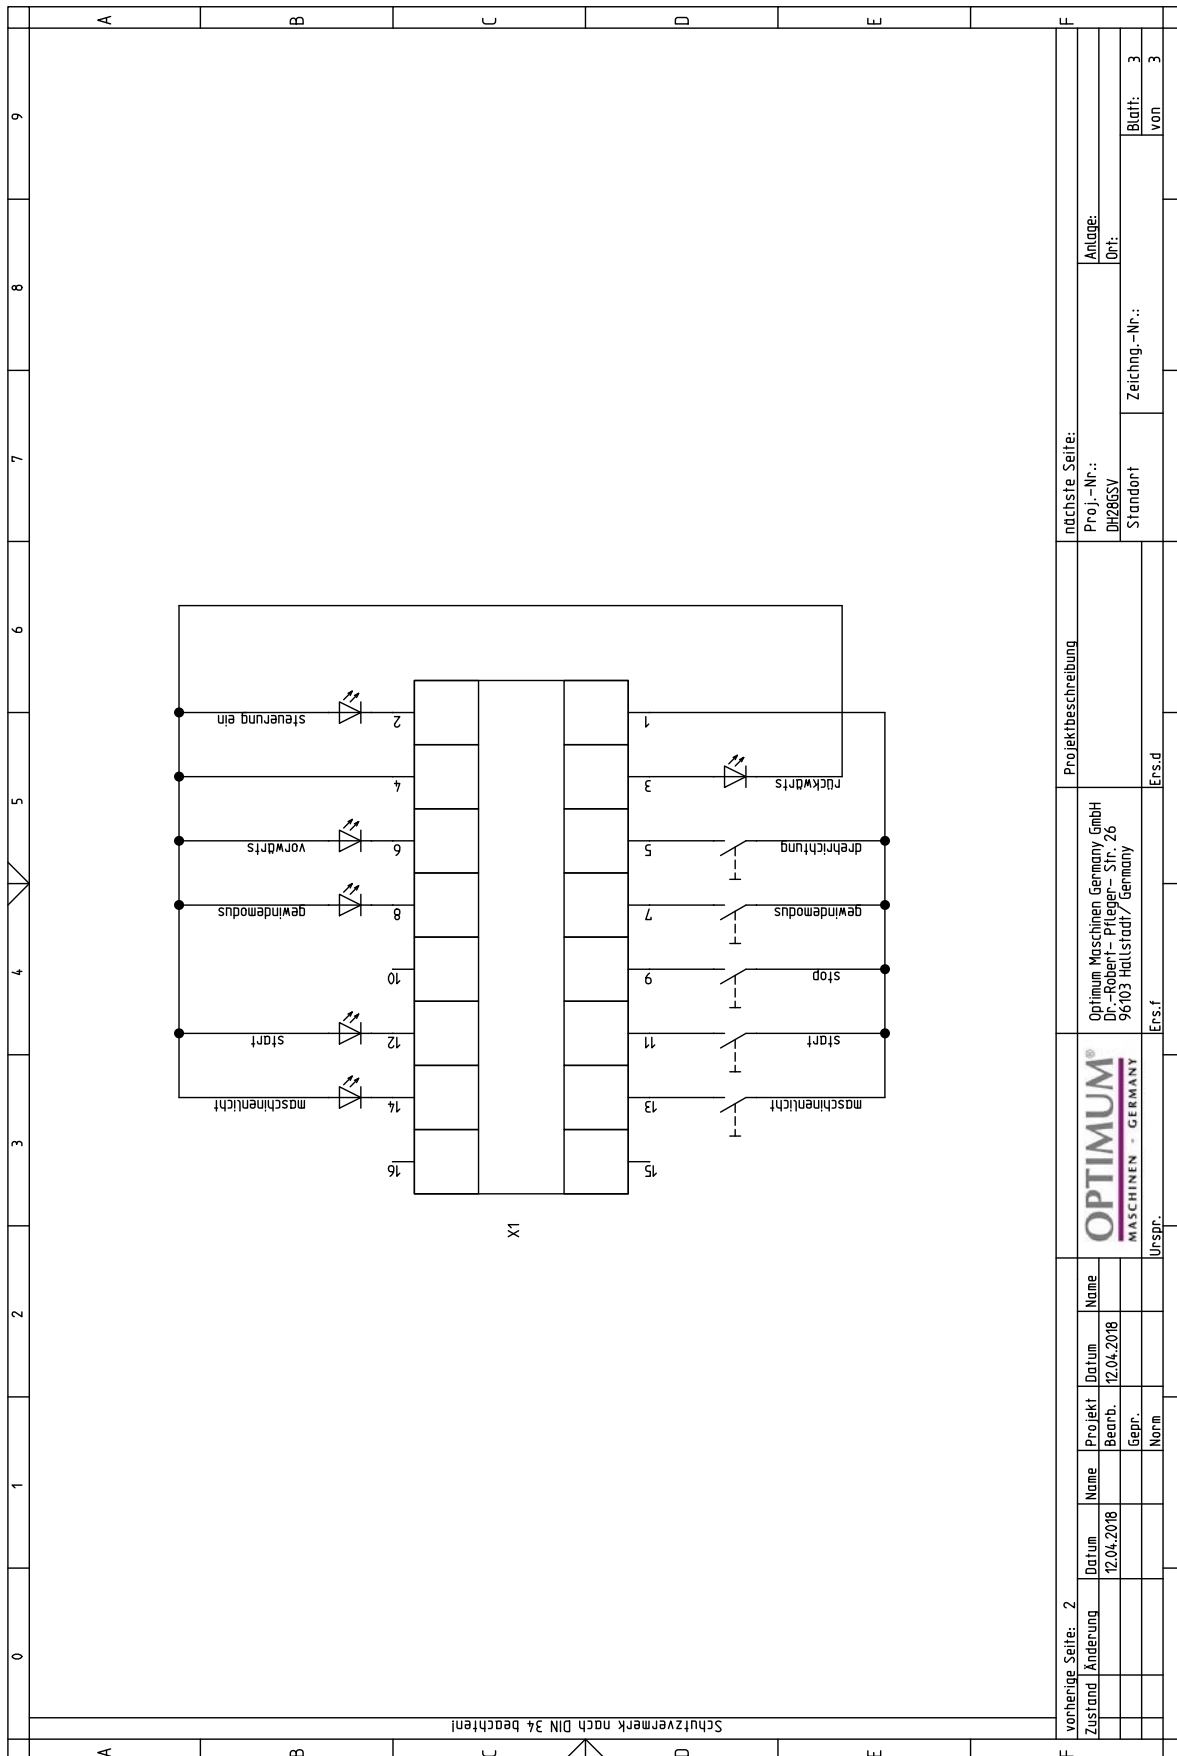 0 1 2 3 4 5 6 7 8 9
A
B
C
D
E
F
A
B
C
D
E
F
Schutzvermerk nach DIN 34 beachten!
maschinenlicht
start
gewindemodus
vorwärts
steuerung ein
16
14
12
10
8
6
4
2
X1
15
13
11
9
7
5
3
1
maschinenlicht
start
stop
gewindemodus
drehrichtung
rückwärts
vorherige Seite: 2
Zustand Änderung Datum Name Projekt Datum Name
12.04.2018 Bearb. 12.04.2018
Gepr.
Norm
Urspr.
OPTIMUM®
MASCHINEN - GERMANY
Optimum Maschinen Germany GmbH
Dr.-Robert- Pfleger- Str. 26
96103 Hallstadt/ Germany
Ers.f
Ers.d
Projektbeschreibung
nächste Seite:
Proj.-Nr.:
DH28GSV
Standort
Zeichng.-Nr.:
Anlage:
Ort:
Blatt: 3
von 3